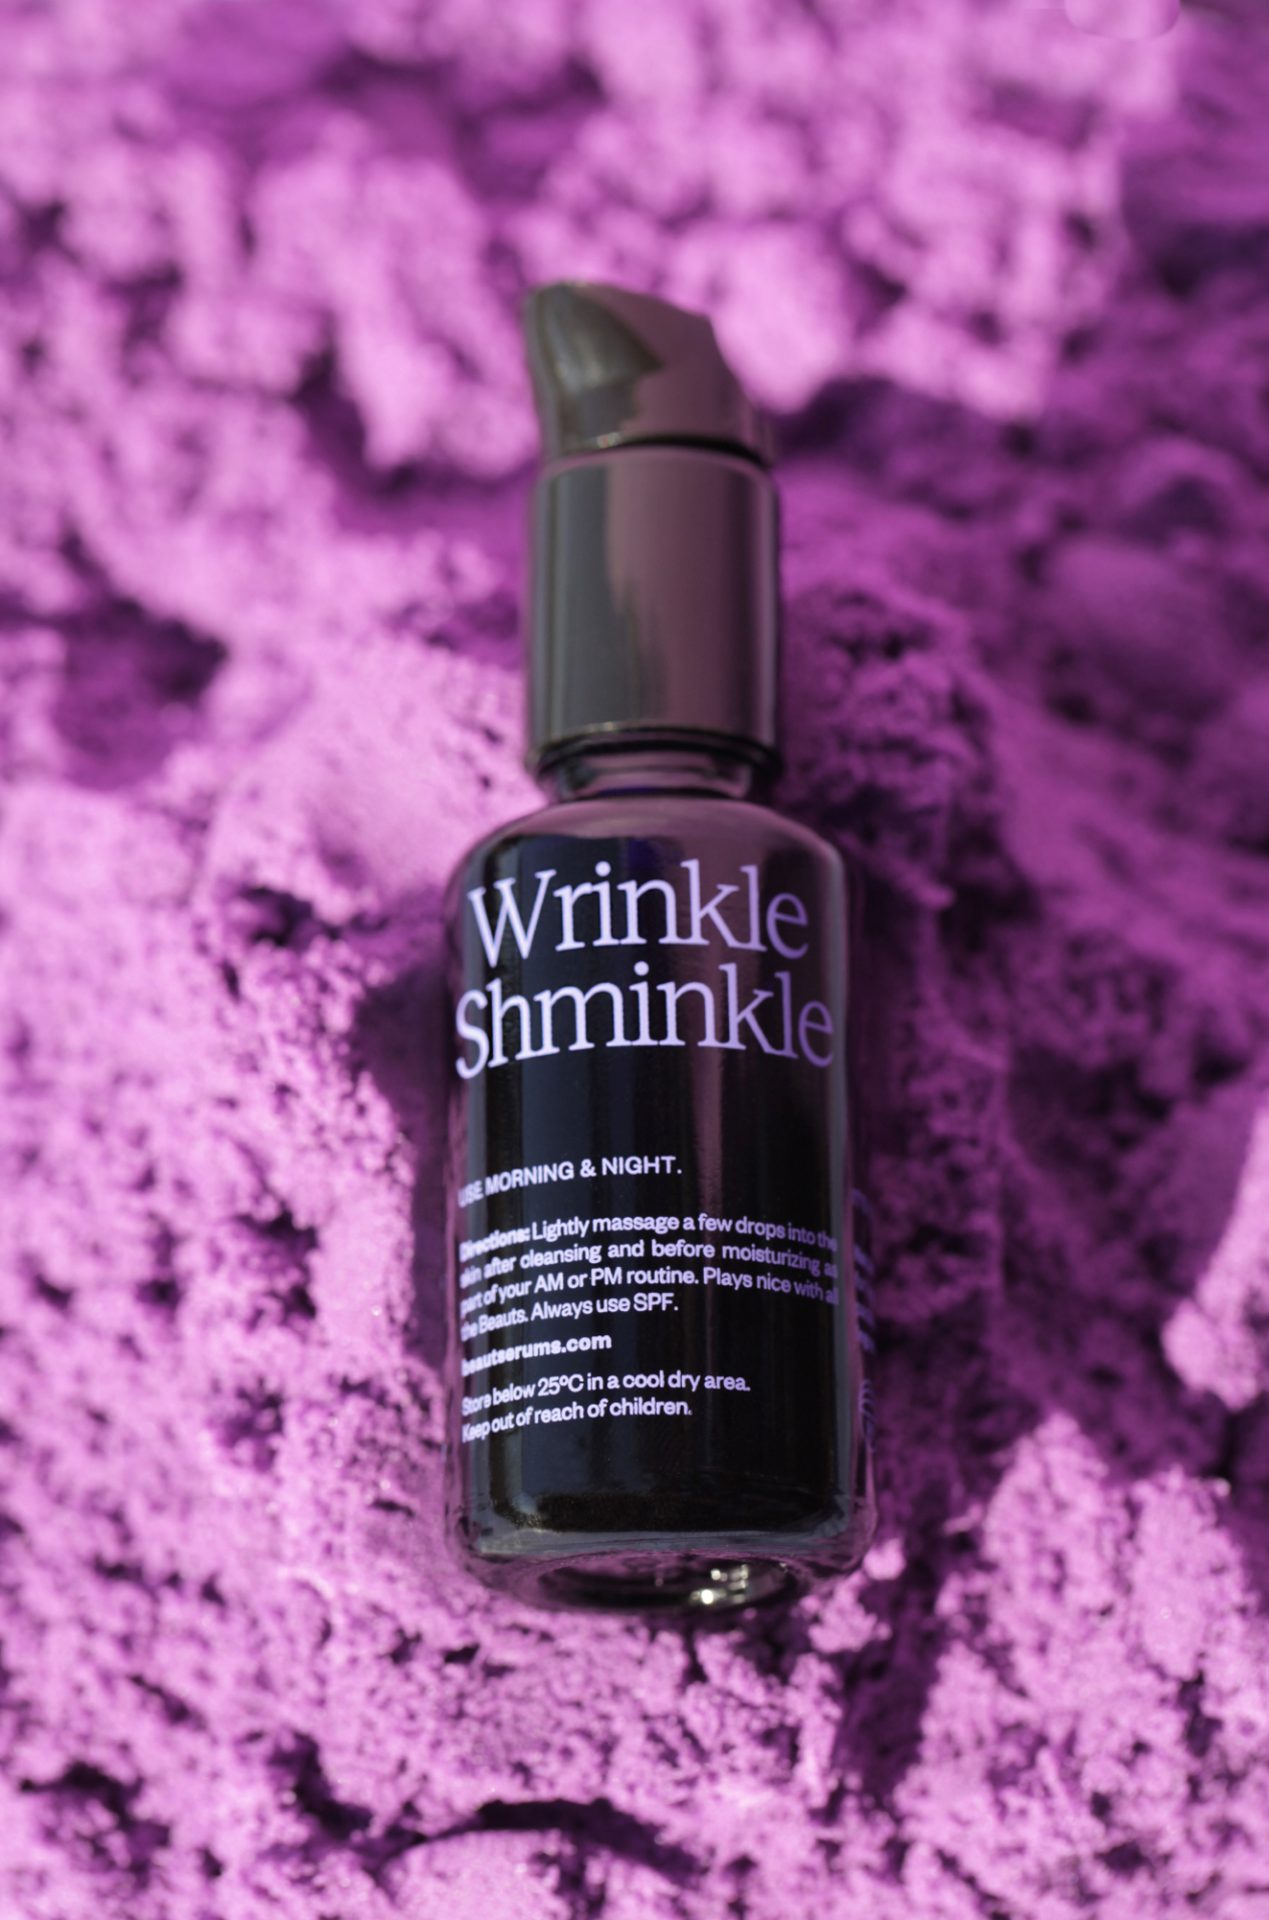 Wrinkle
Shminkle
USE MORNING & NIGHT.
Directions: Lightly massage a few drops into the
skin after cleansing and before moisturizing as
part of your AM or PM routine. Plays nice with all
the Beauts. Always use SPF.
beautserums.com
Store below 25ºC in a cool dry area.
Keep out of reach of children.